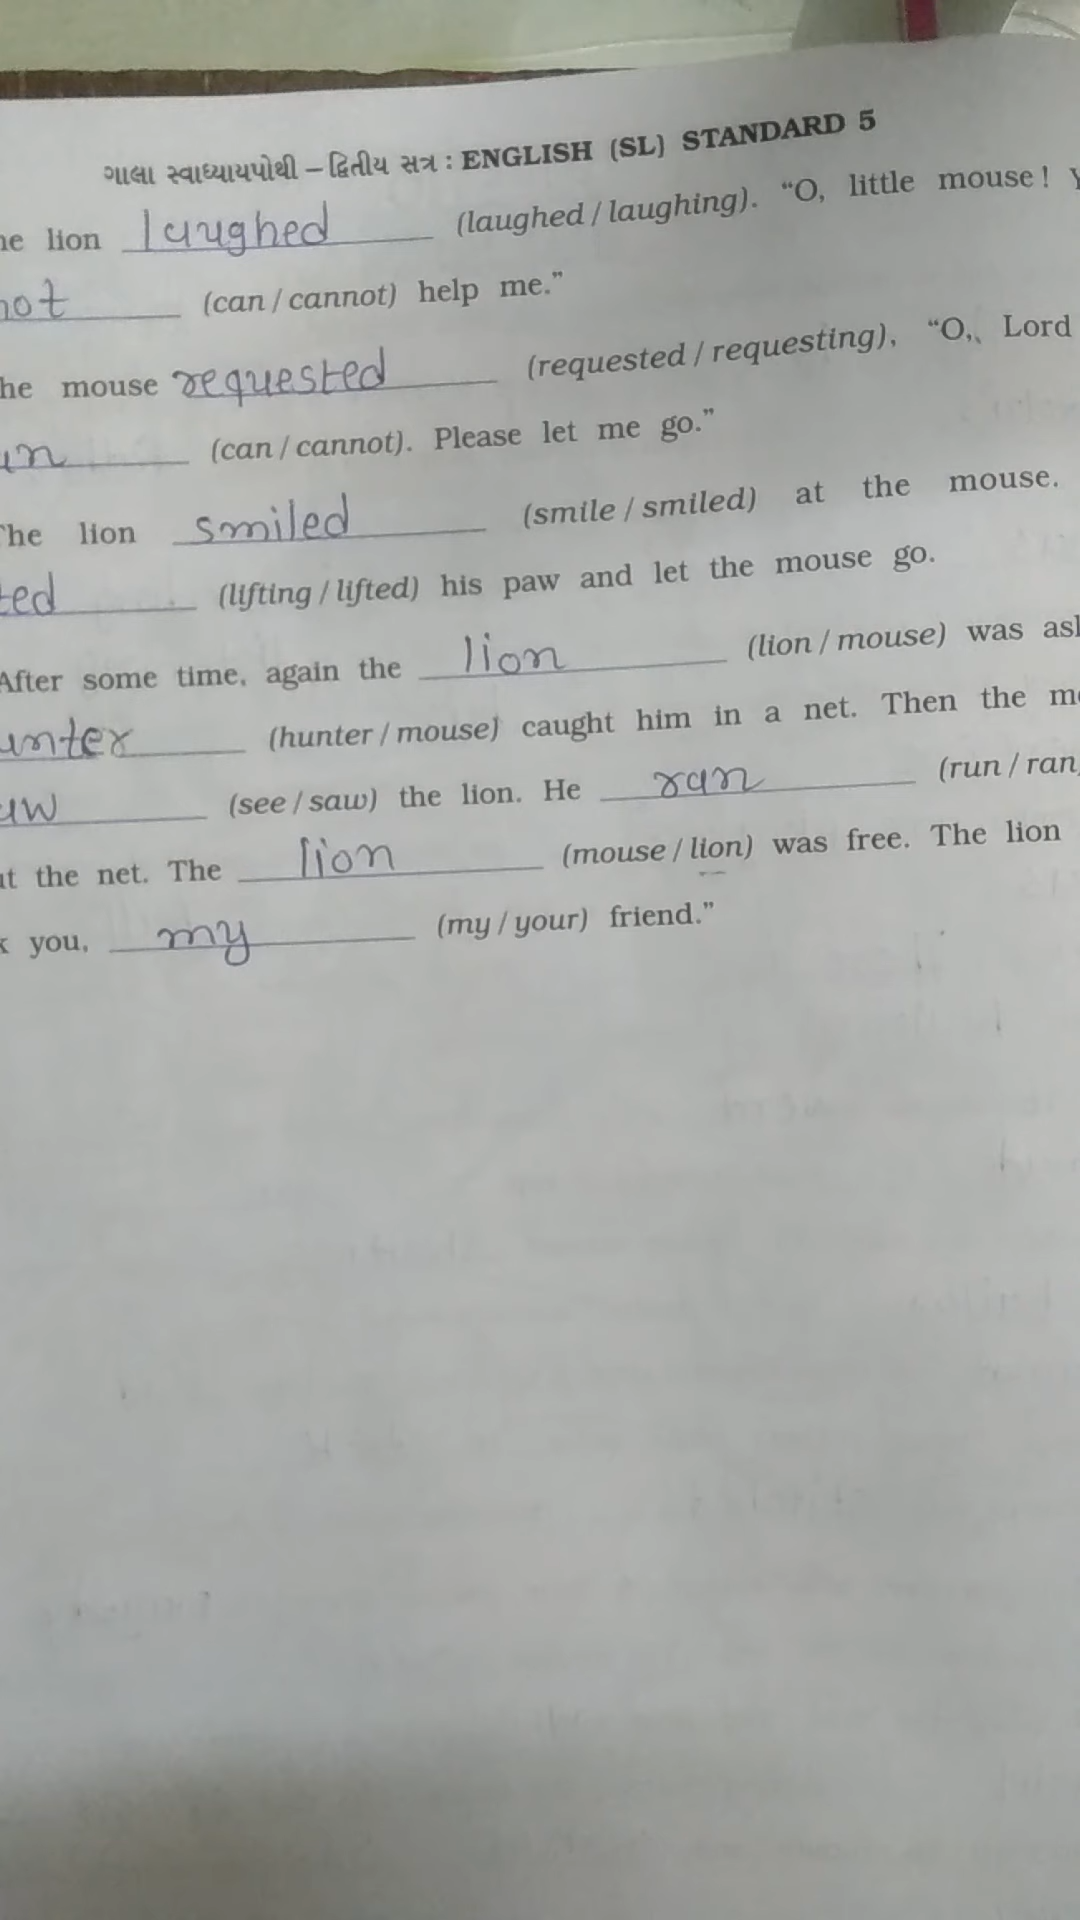 ગાલા સ્વાધ્યાયપોથી – દ્વિતીય સત્ર : ENGLISH (SL) STANDARD 5
lion laughed (laughed / laughing). “O, little mouse!
(can / cannot) help me.”
mouse requested (requested / requesting), “O, Lord
(can / cannot). Please let me go.”
The lion smiled (smile / smiled) at the mouse.
(lifting / lifted) his paw and let the mouse go.
After some time, again the lion (lion / mouse) was
(hunter / mouse) caught him in a net. Then the
(see / saw) the lion. He ran (run / ran
the net. The lion (mouse / lion) was free. The lion
you, my (my / your) friend.”